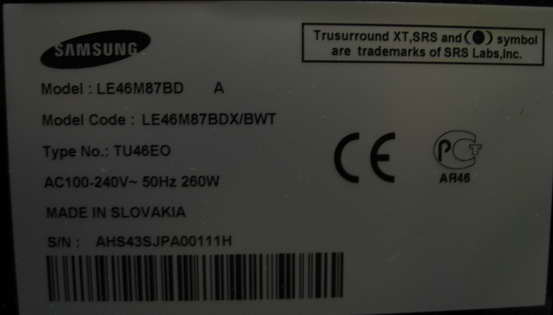 SAMSUNG
Trusurround XT,SRS and (●) symbol
are trademarks of SRS Labs,Inc.
Model : LE46M87BD A
Model Code : LE46M87BDX/BWT
Type No.: TU46EO
AC100-240V~ 50Hz 260W
MADE IN SLOVAKIA
S/N : AHS43SJPA00111H
CE
PCT
AR46